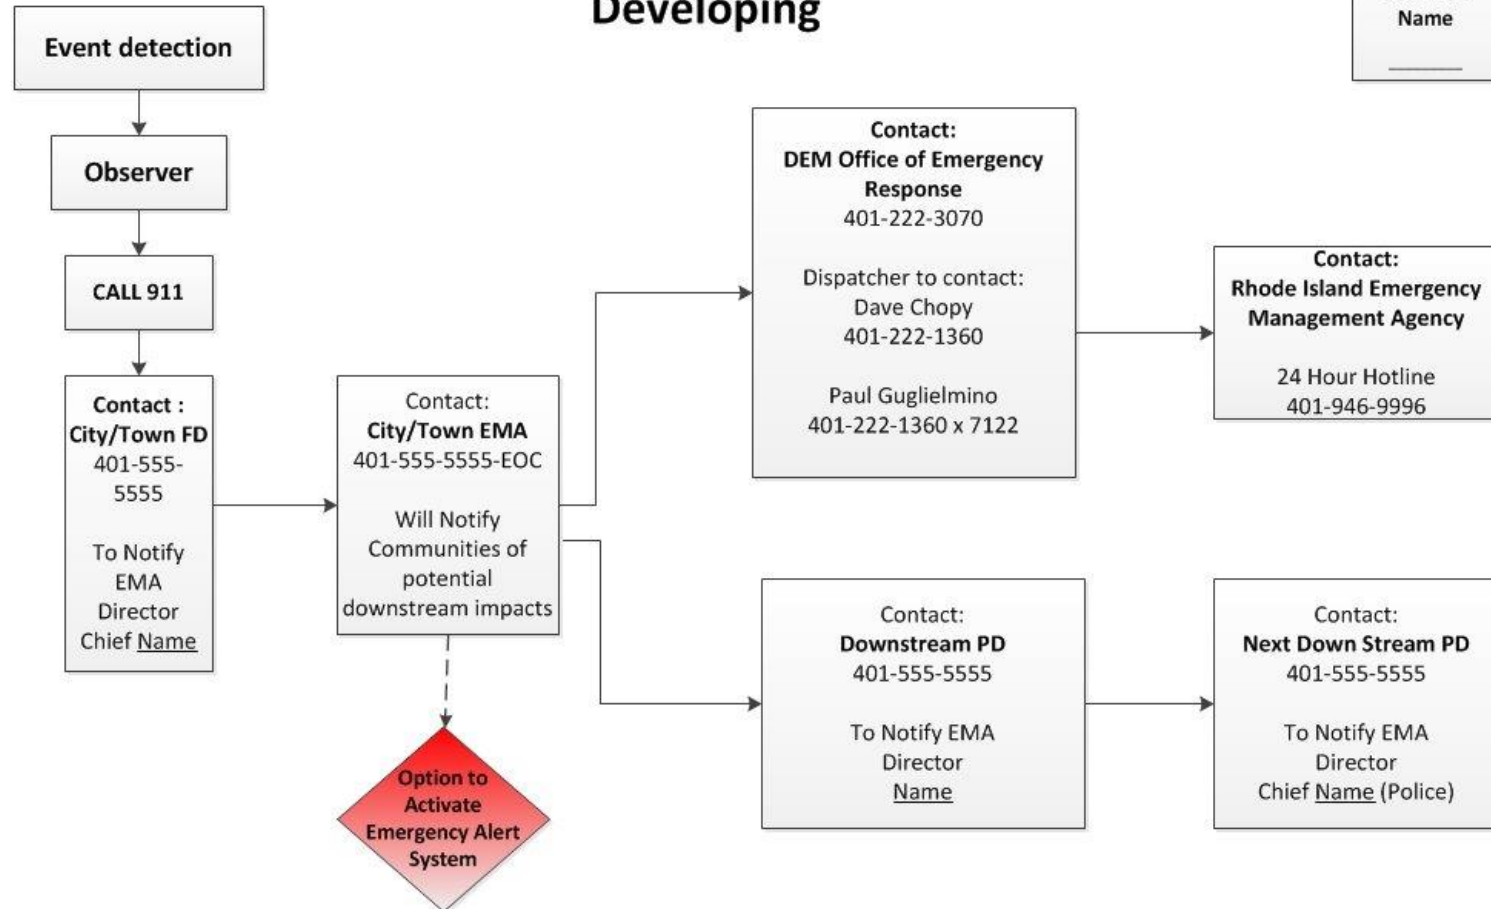 Developing
Name
Event detection
Observer
CALL 911
Contact :
City/Town FD
401-555-
5555
To Notify
EMA
Director
Chief Name
Contact:
City/Town EMA
401-555-5555-EOC
Will Notify
Communities of
potential
downstream impacts
Option to
Activate
Emergency Alert
System
Contact:
DEM Office of Emergency
Response
401-222-3070
Dispatcher to contact:
Dave Chopy
401-222-1360
Paul Guglielmino
401-222-1360 x 7122
Contact:
Rhode Island Emergency
Management Agency
24 Hour Hotline
401-946-9996
Contact:
Downstream PD
401-555-5555
To Notify EMA
Director
Name
Contact:
Next Down Stream PD
401-555-5555
To Notify EMA
Director
Chief Name (Police)